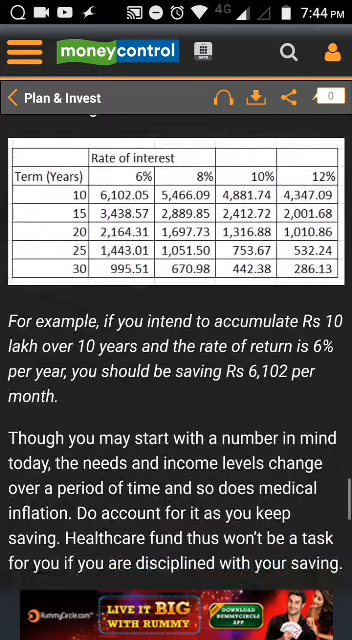 4G 7:44 PM
moneycontrol
APPS
Plan & Invest 0
Rate of interest
Term (Years) 6% 8% 10% 12%
10 6,102.05 5,466.09 4,881.74 4,347.09
15 3,438.57 2,889.85 2,412.72 2,001.68
20 2,164.31 1,697.73 1,316.88 1,010.86
25 1,443.01 1,051.50 753.67 532.24
30 995.51 670.98 442.38 286.13
For example, if you intend to accumulate Rs 10
lakh over 10 years and the rate of return is 6%
per year, you should be saving Rs 6,102 per
month.
Though you may start with a number in mind
today, the needs and income levels change
over a period of time and so does medical
inflation. Do account for it as you keep
saving. Healthcare fund thus won't be a task
for you if you are disciplined with your saving.
RummyCircle.com
LIVE IT BIG
WITH RUMMY
DOWNLOAD
RUMMYCIRCLE
APP